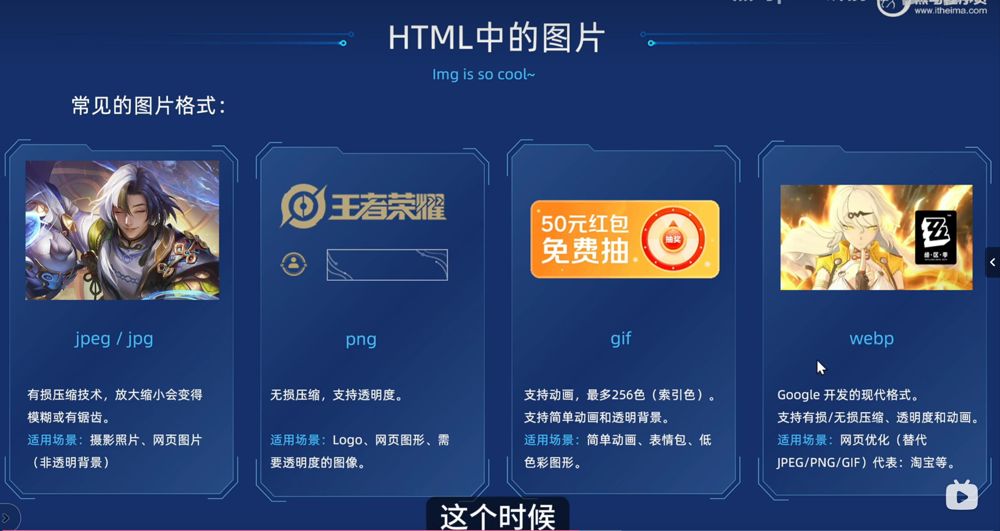 www.itheima.com
HTML中的图片
Img is so cool~
常见的图片格式：
王者荣耀
50元红包
免费抽
抽奖
绝·区·零
jpeg / jpg
有损压缩技术，放大缩小会变得
模糊或有锯齿。
适用场景：摄影照片、网页图片
（非透明背景）
png
无损压缩，支持透明度。
适用场景：Logo、网页图形、需
要透明度的图像。
gif
支持动画，最多256色（索引色）。
支持简单动画和透明背景。
适用场景：简单动画、表情包、低
色彩图形。
webp
Google 开发的现代格式。
支持有损/无损压缩、透明度和动画。
适用场景：网页优化（替代
JPEG/PNG/GIF）代表：淘宝等。
这个时候